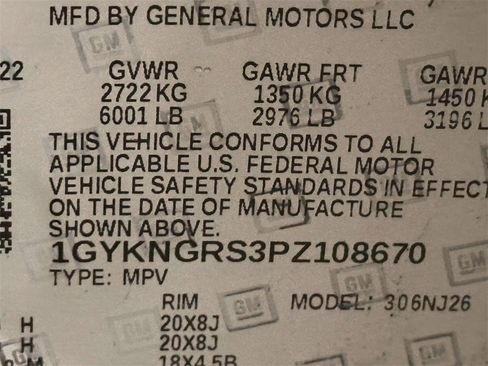 MFD BY GENERAL MOTORS LLC
22 GVWR GAWR FRT GAWR
2722 KG 1350 KG 1450 K
6001 LB 2976 LB 3196 L
THIS VEHICLE CONFORMS TO ALL
APPLICABLE U.S. FEDERAL MOTOR
VEHICLE SAFETY STANDARDS IN EFFECT
ON THE DATE OF MANUFACTURE
SHOWN ABOVE.
1GYKNGRS3PZ108670
TYPE: MPV
RIM MODEL: 306NJ26
H 20X8J
H 20X8J
M 18X4.5B